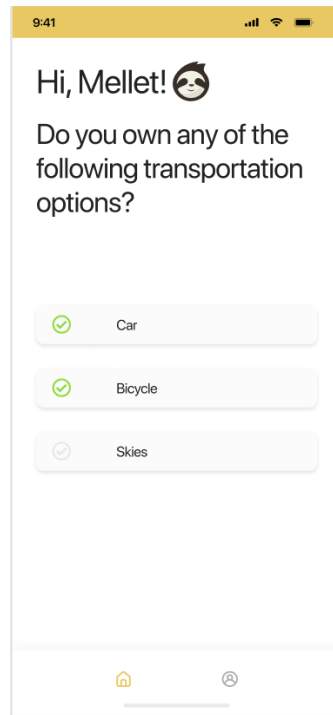 9:41
Hi, Mellet!
Do you own any of the
following transportation
options?
Car
Bicycle
Skies